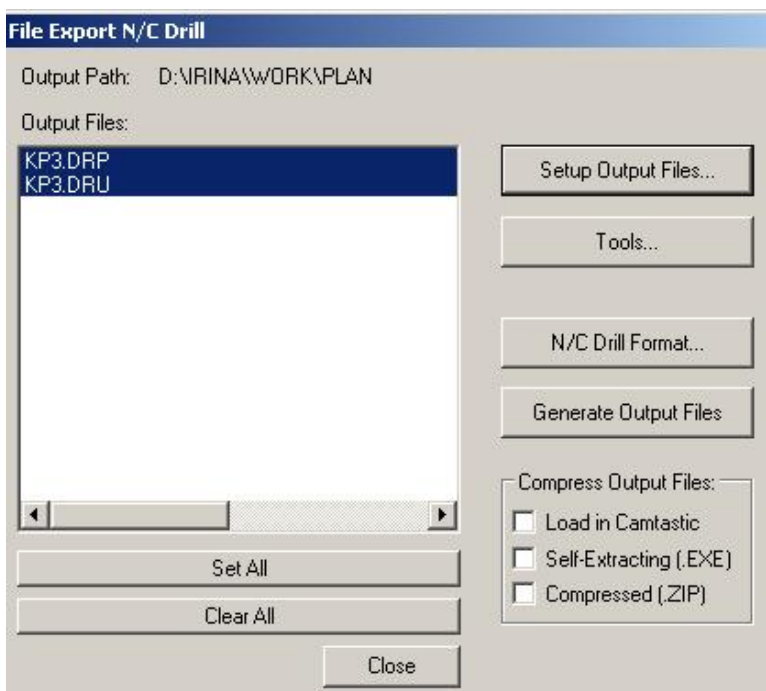 File Export N/C Drill
Output Path: D:\IRINA\WORK\PLAN
Output Files:
KP3.DRP
KP3.DRU
Setup Output Files...
Tools...
N/C Drill Format...
Generate Output Files
Compress Output Files:
Load in Camtastic
Self-Extracting (.EXE)
Compressed (.ZIP)
Set All
Clear All
Close